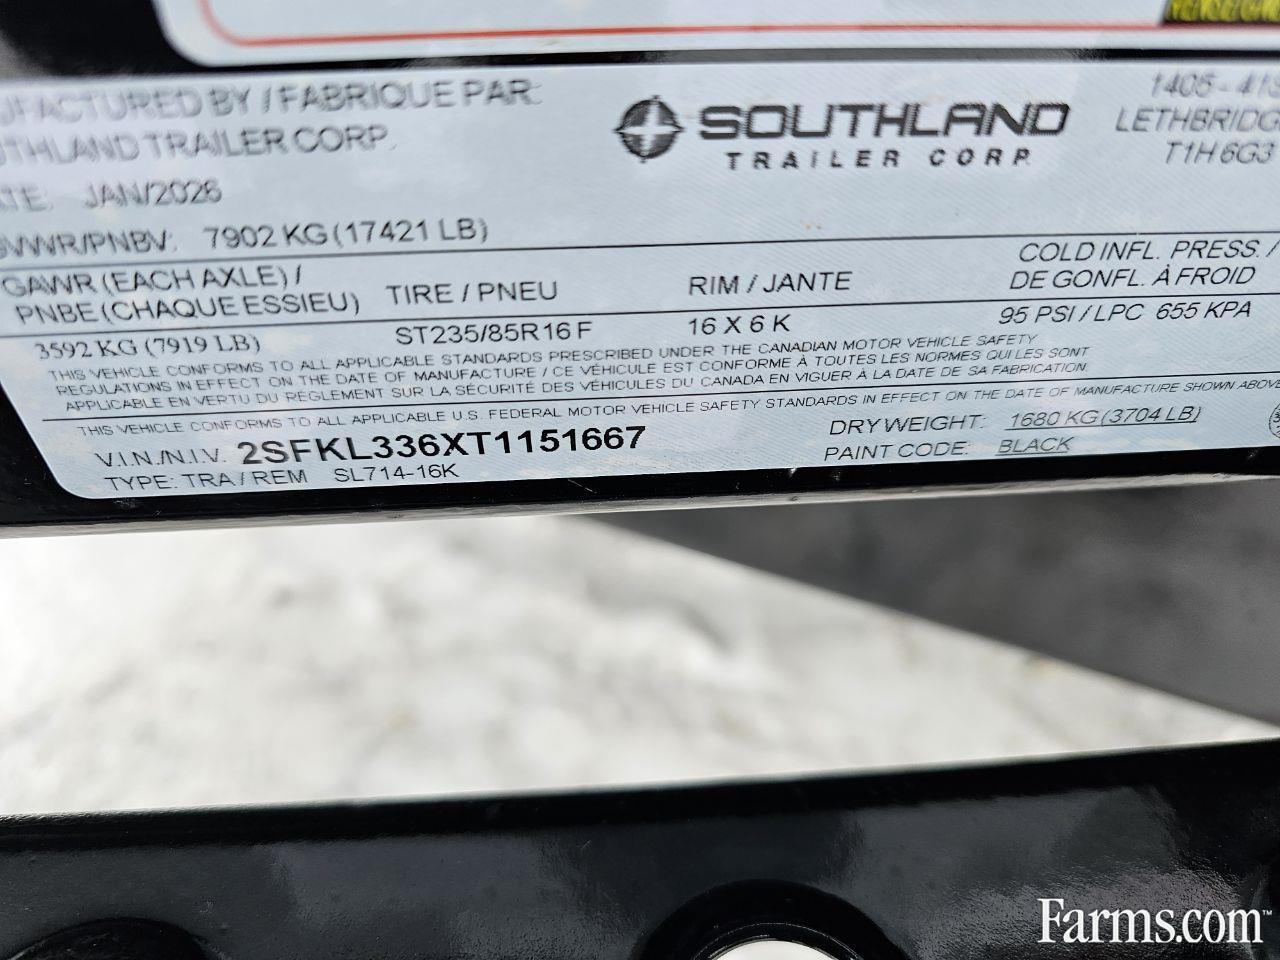 UFACTURED BY / FABRIQUE PAR:
UTHLAND TRAILER CORP.
TE: JAN/2026
SOUTHLAND
TRAILER CORP.
1405 - 41S
LETHBRIDG
T1H 6G3
GVWR/PNBV: 7902 KG (17421 LB)
GAWR (EACH AXLE) /
PNBE (CHAQUE ESSIEU)
TIRE / PNEU
RIM / JANTE
COLD INFL. PRESS. /
DE GONFL. À FROID
3592 KG (7919 LB) ST235/85R16 F 16 X 6 K 95 PSI / LPC 655 KPA
THIS VEHICLE CONFORMS TO ALL APPLICABLE STANDARDS PRESCRIBED UNDER THE CANADIAN MOTOR VEHICLE SAFETY
REGULATIONS IN EFFECT ON THE DATE OF MANUFACTURE / CE VÉHICULE EST CONFORME À TOUTES LES NORMES QUI LES SONT
APPLICABLE EN VERTU DU RÈGLEMENT SUR LA SÉCURITÉ DES VÉHICULES DU CANADA EN VIGUER À LA DATE DE SA FABRICATION.
THIS VEHICLE CONFORMS TO ALL APPLICABLE U.S. FEDERAL MOTOR VEHICLE SAFETY STANDARDS IN EFFECT ON THE DATE OF MANUFACTURE SHOWN ABOVE
V.I.N./N.I.V. 2SFKL336XT1151667 DRY WEIGHT: 1680 KG (3704 LB)
TYPE: TRA / REM SL714-16K PAINT CODE: BLACK
Farms.com™